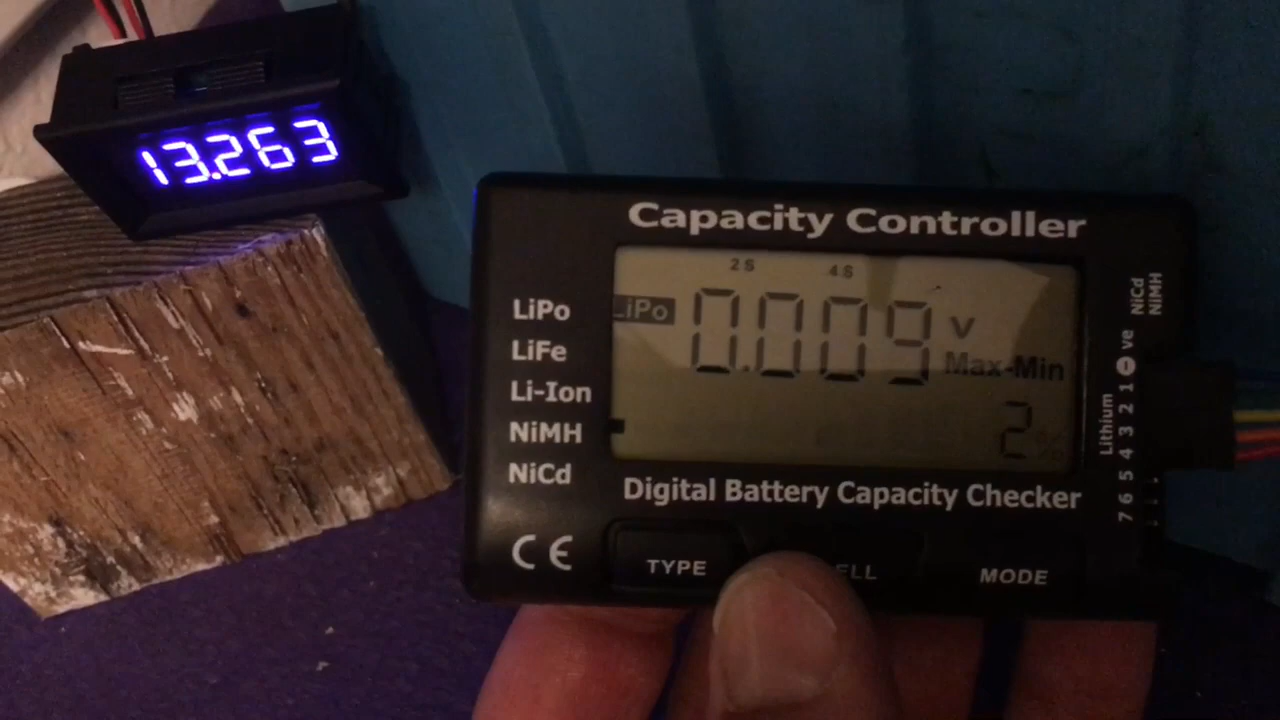 13.263
Capacity Controller
2S 4S
LiPo 0.009 v
Max-Min
2%
LiPo
LiFe
Li-Ion
NiMH
NiCd
Digital Battery Capacity Checker
CE
TYPE
ELL
MODE
NiCd
NiMH
Lithium
7 6 5 4 3 2 1 - ve